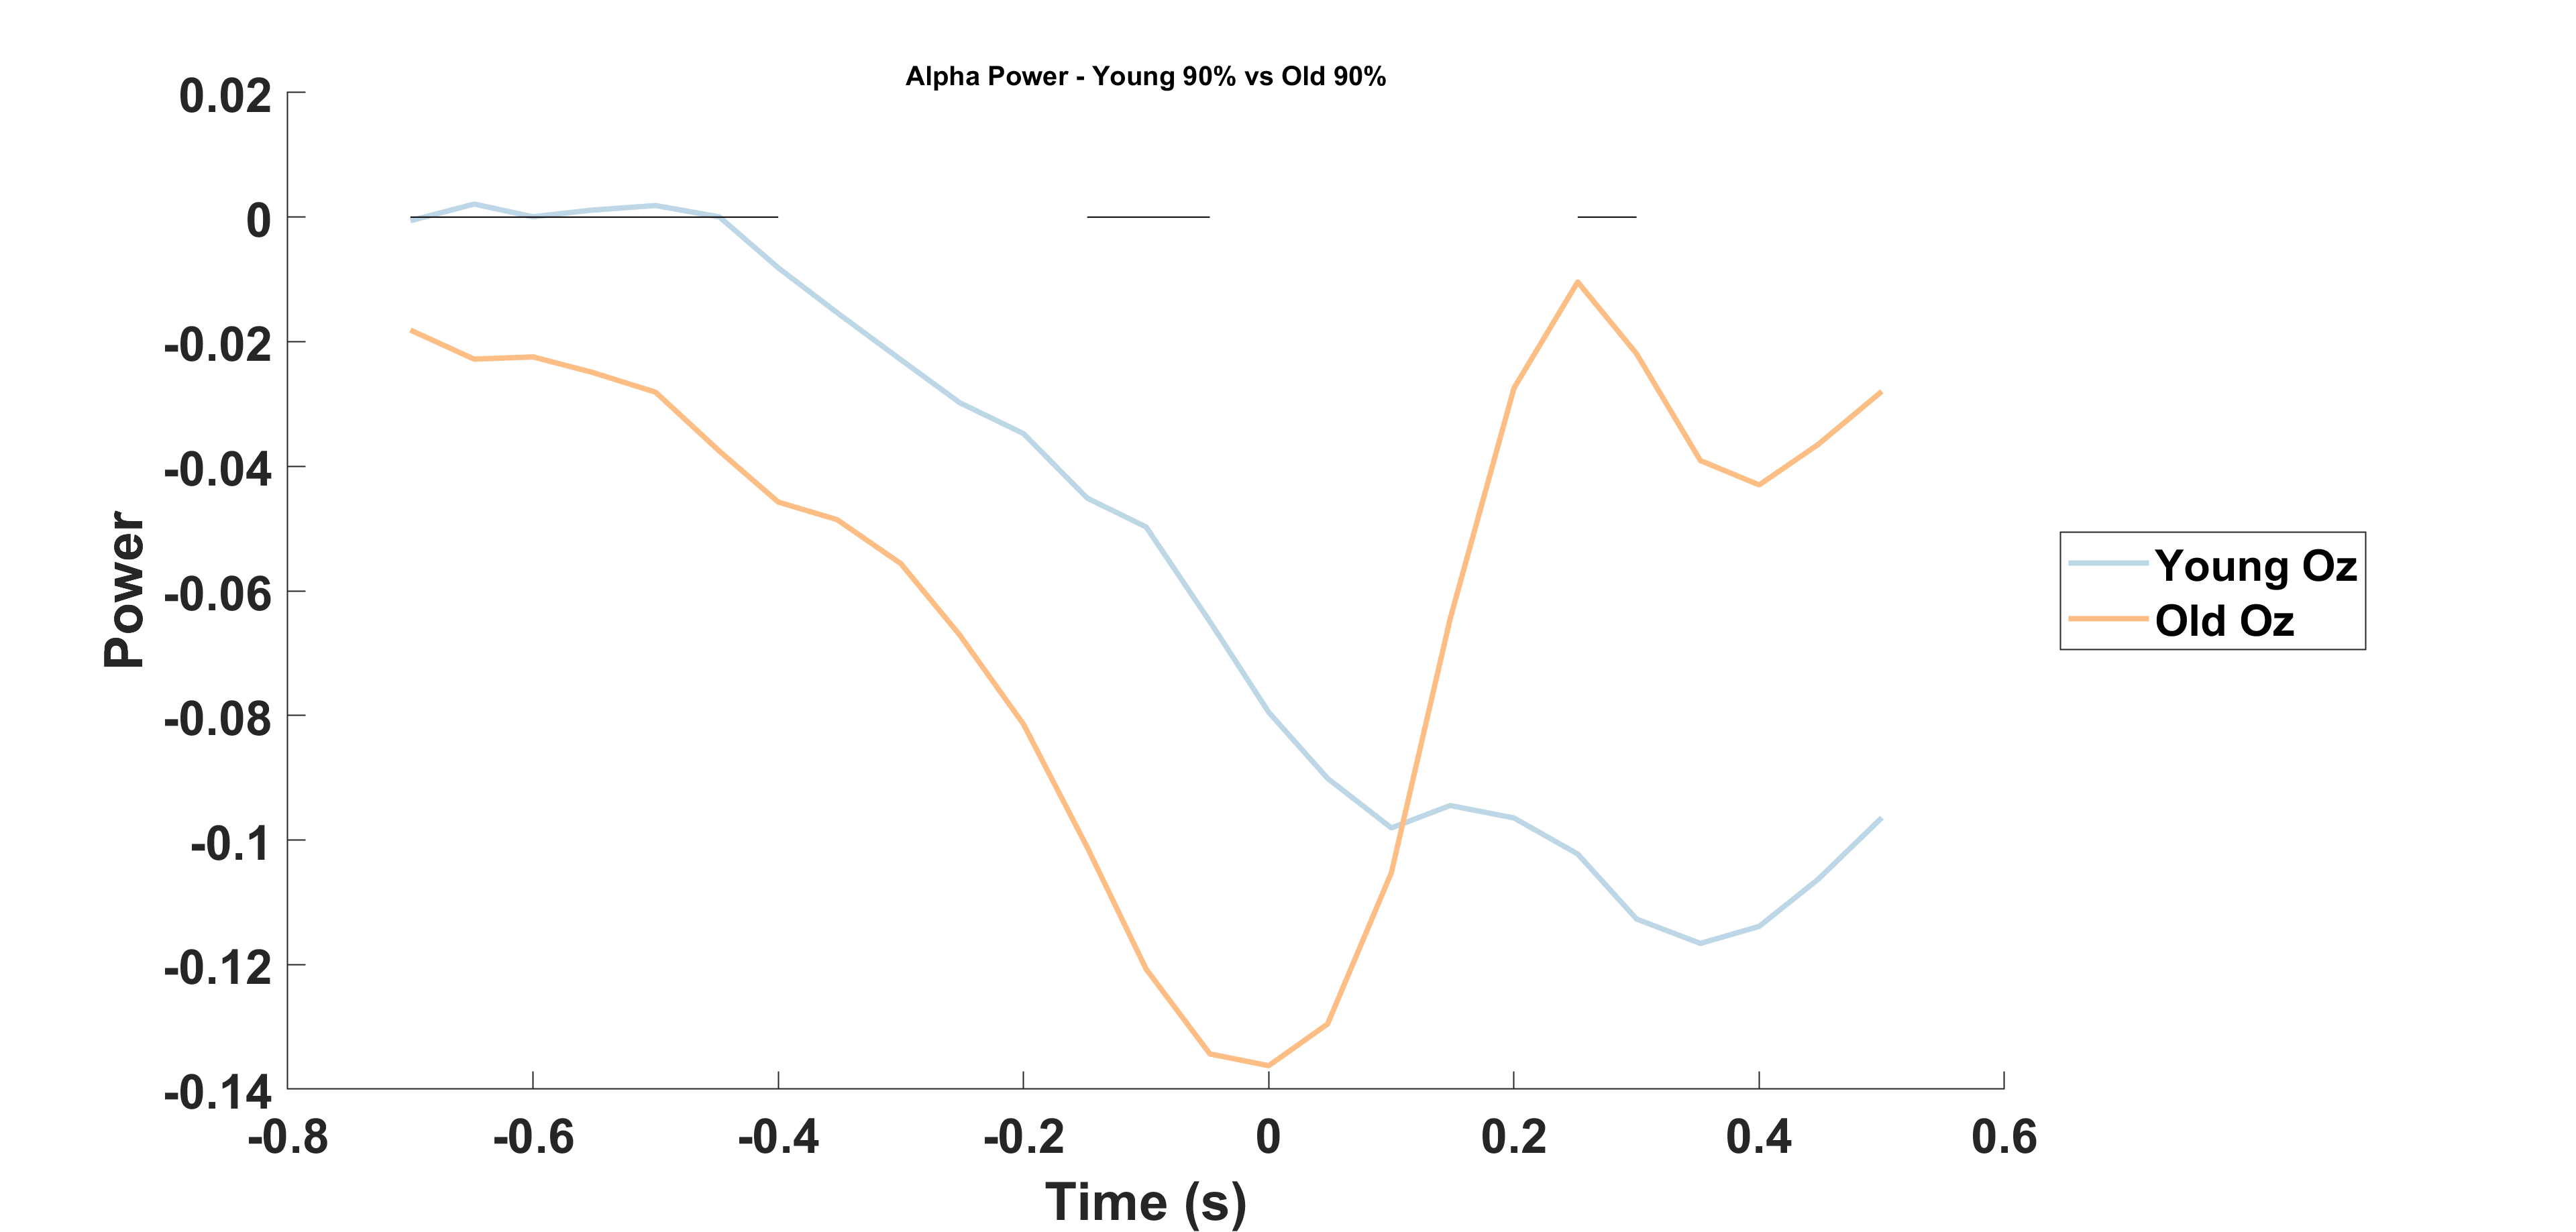 Alpha Power - Young 90% vs Old 90%
0.02
0
-0.02
-0.04
-0.06
-0.08
-0.1
-0.12
-0.14
Power
-0.8 -0.6 -0.4 -0.2 0 0.2 0.4 0.6
Time (s)
Young Oz
Old Oz